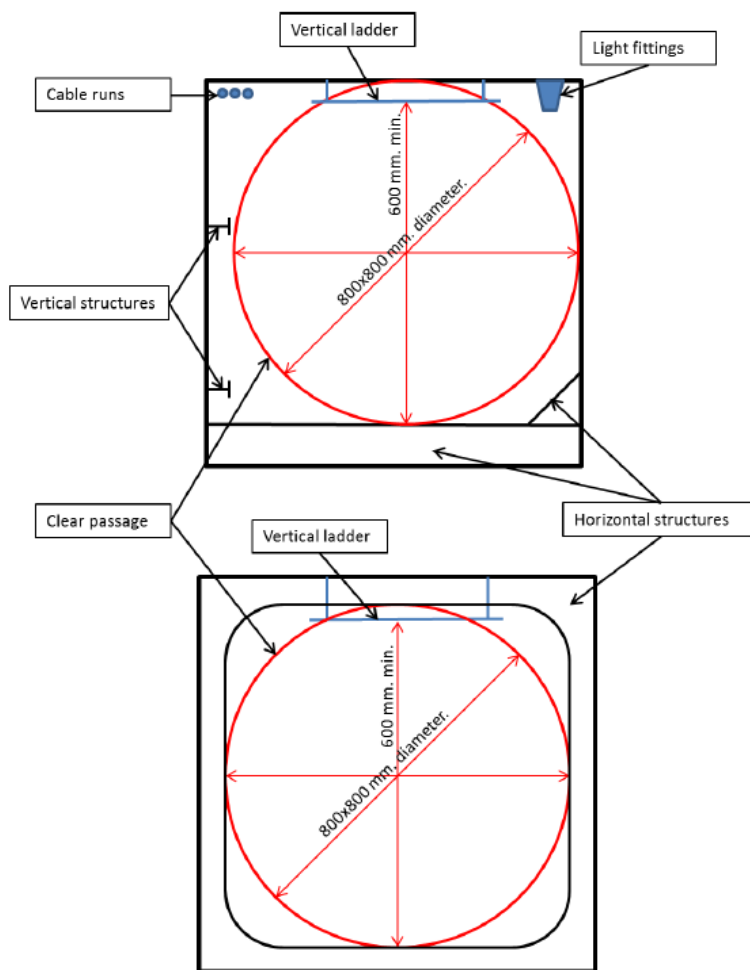 Vertical ladder
Light fittings
Cable runs
600 mm. min.
800x800 mm. diameter.
Vertical structures
Clear passage
Vertical ladder
Horizontal structures
600 mm. min.
800x800 mm. diameter.